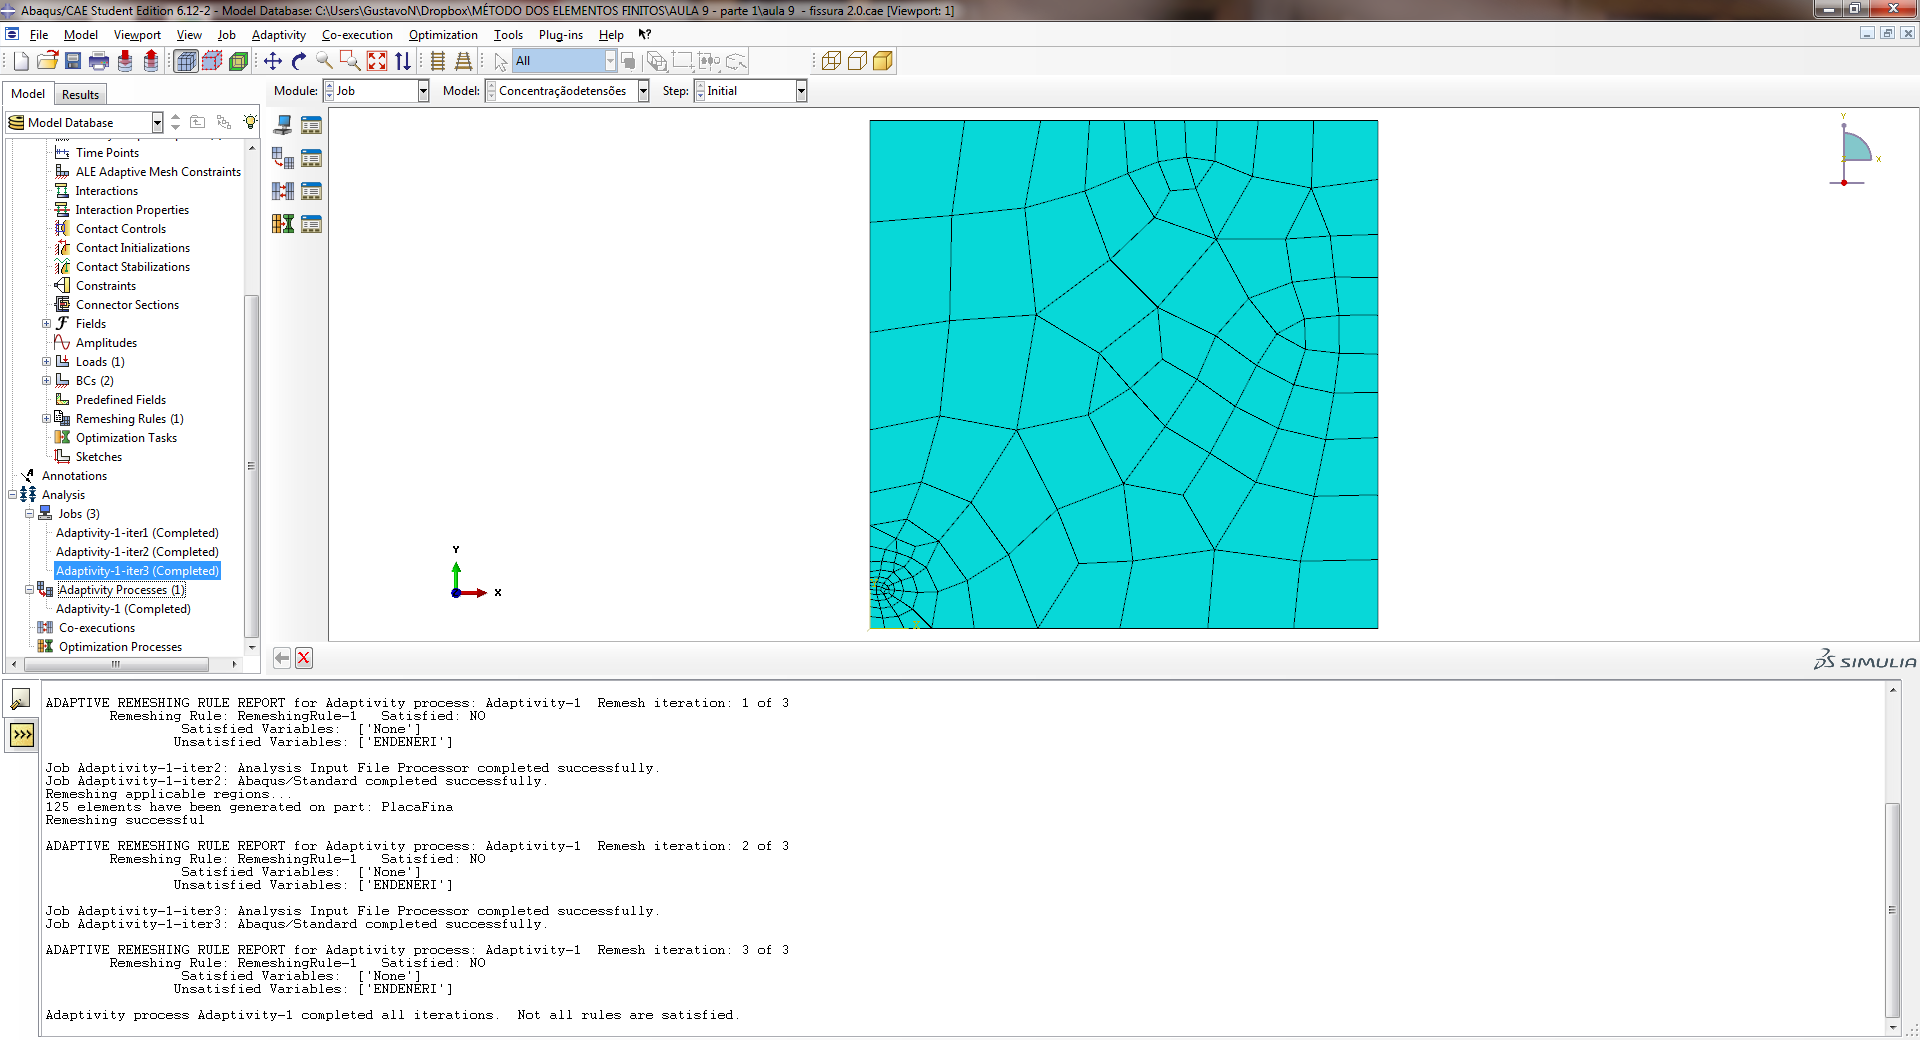 Abaqus/CAE Student Edition 6.12-2 - Model Database: C:\Users\GustavoN\Dropbox\MÉTODO DOS ELEMENTOS FINITOS\AULA 9 - parte 1\aula 9 - fissura 2.0.cae [Viewport: 1]
File Model Viewport View Job Adaptivity Co-execution Optimization Tools Plug-ins Help
All
Model Results
Module: Job Model: Concentraçãodetensões Step: Initial
Model Database
Time Points
ALE Adaptive Mesh Constraints
Interactions
Interaction Properties
Contact Controls
Contact Initializations
Contact Stabilizations
Constraints
Connector Sections
Fields
Amplitudes
Loads (1)
BCs (2)
Predefined Fields
Remeshing Rules (1)
Optimization Tasks
Sketches
Annotations
Analysis
Jobs (3)
Adaptivity-1-iter1 (Completed)
Adaptivity-1-iter2 (Completed)
Adaptivity-1-iter3 (Completed)
Adaptivity Processes (1)
Adaptivity-1 (Completed)
Co-executions
Optimization Processes
Y
X
Y
X
SIMULIA
ADAPTIVE REMESHING RULE REPORT for Adaptivity process: Adaptivity-1 Remesh iteration: 1 of 3
Remeshing Rule: RemeshingRule-1 Satisfied: NO
Satisfied Variables: ['None']
Unsatisfied Variables: ['ENDENERI']
Job Adaptivity-1-iter2: Analysis Input File Processor completed successfully.
Job Adaptivity-1-iter2: Abaqus/Standard completed successfully.
Remeshing applicable regions...
125 elements have been generated on part: PlacaFina
Remeshing successful
ADAPTIVE REMESHING RULE REPORT for Adaptivity process: Adaptivity-1 Remesh iteration: 2 of 3
Remeshing Rule: RemeshingRule-1 Satisfied: NO
Satisfied Variables: ['None']
Unsatisfied Variables: ['ENDENERI']
Job Adaptivity-1-iter3: Analysis Input File Processor completed successfully.
Job Adaptivity-1-iter3: Abaqus/Standard completed successfully.
ADAPTIVE REMESHING RULE REPORT for Adaptivity process: Adaptivity-1 Remesh iteration: 3 of 3
Remeshing Rule: RemeshingRule-1 Satisfied: NO
Satisfied Variables: ['None']
Unsatisfied Variables: ['ENDENERI']
Adaptivity process Adaptivity-1 completed all iterations. Not all rules are satisfied.